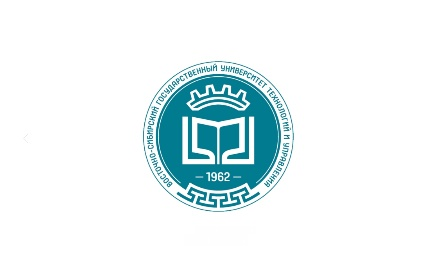 ВОСТОЧНО-СИБИРСКИЙ ГОСУДАРСТВЕННЫЙ УНИВЕРСИТЕТ ТЕХНОЛОГИЙ И УПРАВЛЕНИЯ
– 1962 –